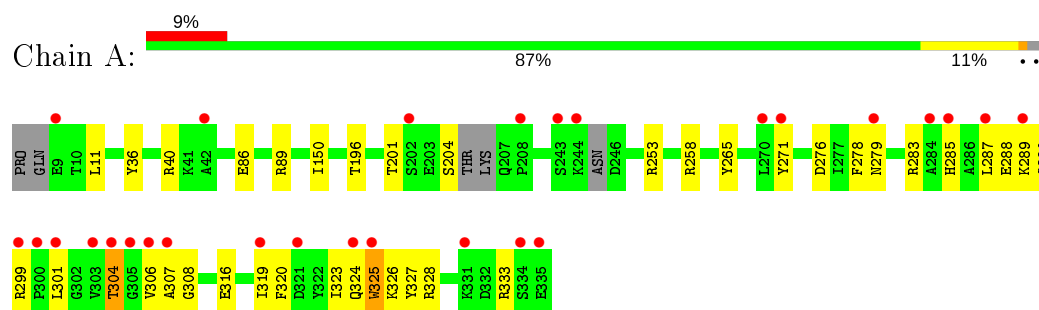 9%
Chain A:
87% 11% • •
PRO GLN E9 T10 L11 Y36 R40 K41 A42 E86 R89 I150 T196 T201 S202 E203 S204 THR LYS Q207 P208 S243 K244 ASN D246 R253 R258 Y265 L270 Y271 D276 I277 F278 N279 R283 A284 H285 A286 L287 E288 K289
R299 P300 L301 G302 V303 T304 G305 V306 A307 G308 E316 I319 F320 D321 Y322 I323 Q324 W325 K326 Y327 R328 K331 D332 R333 S334 E335